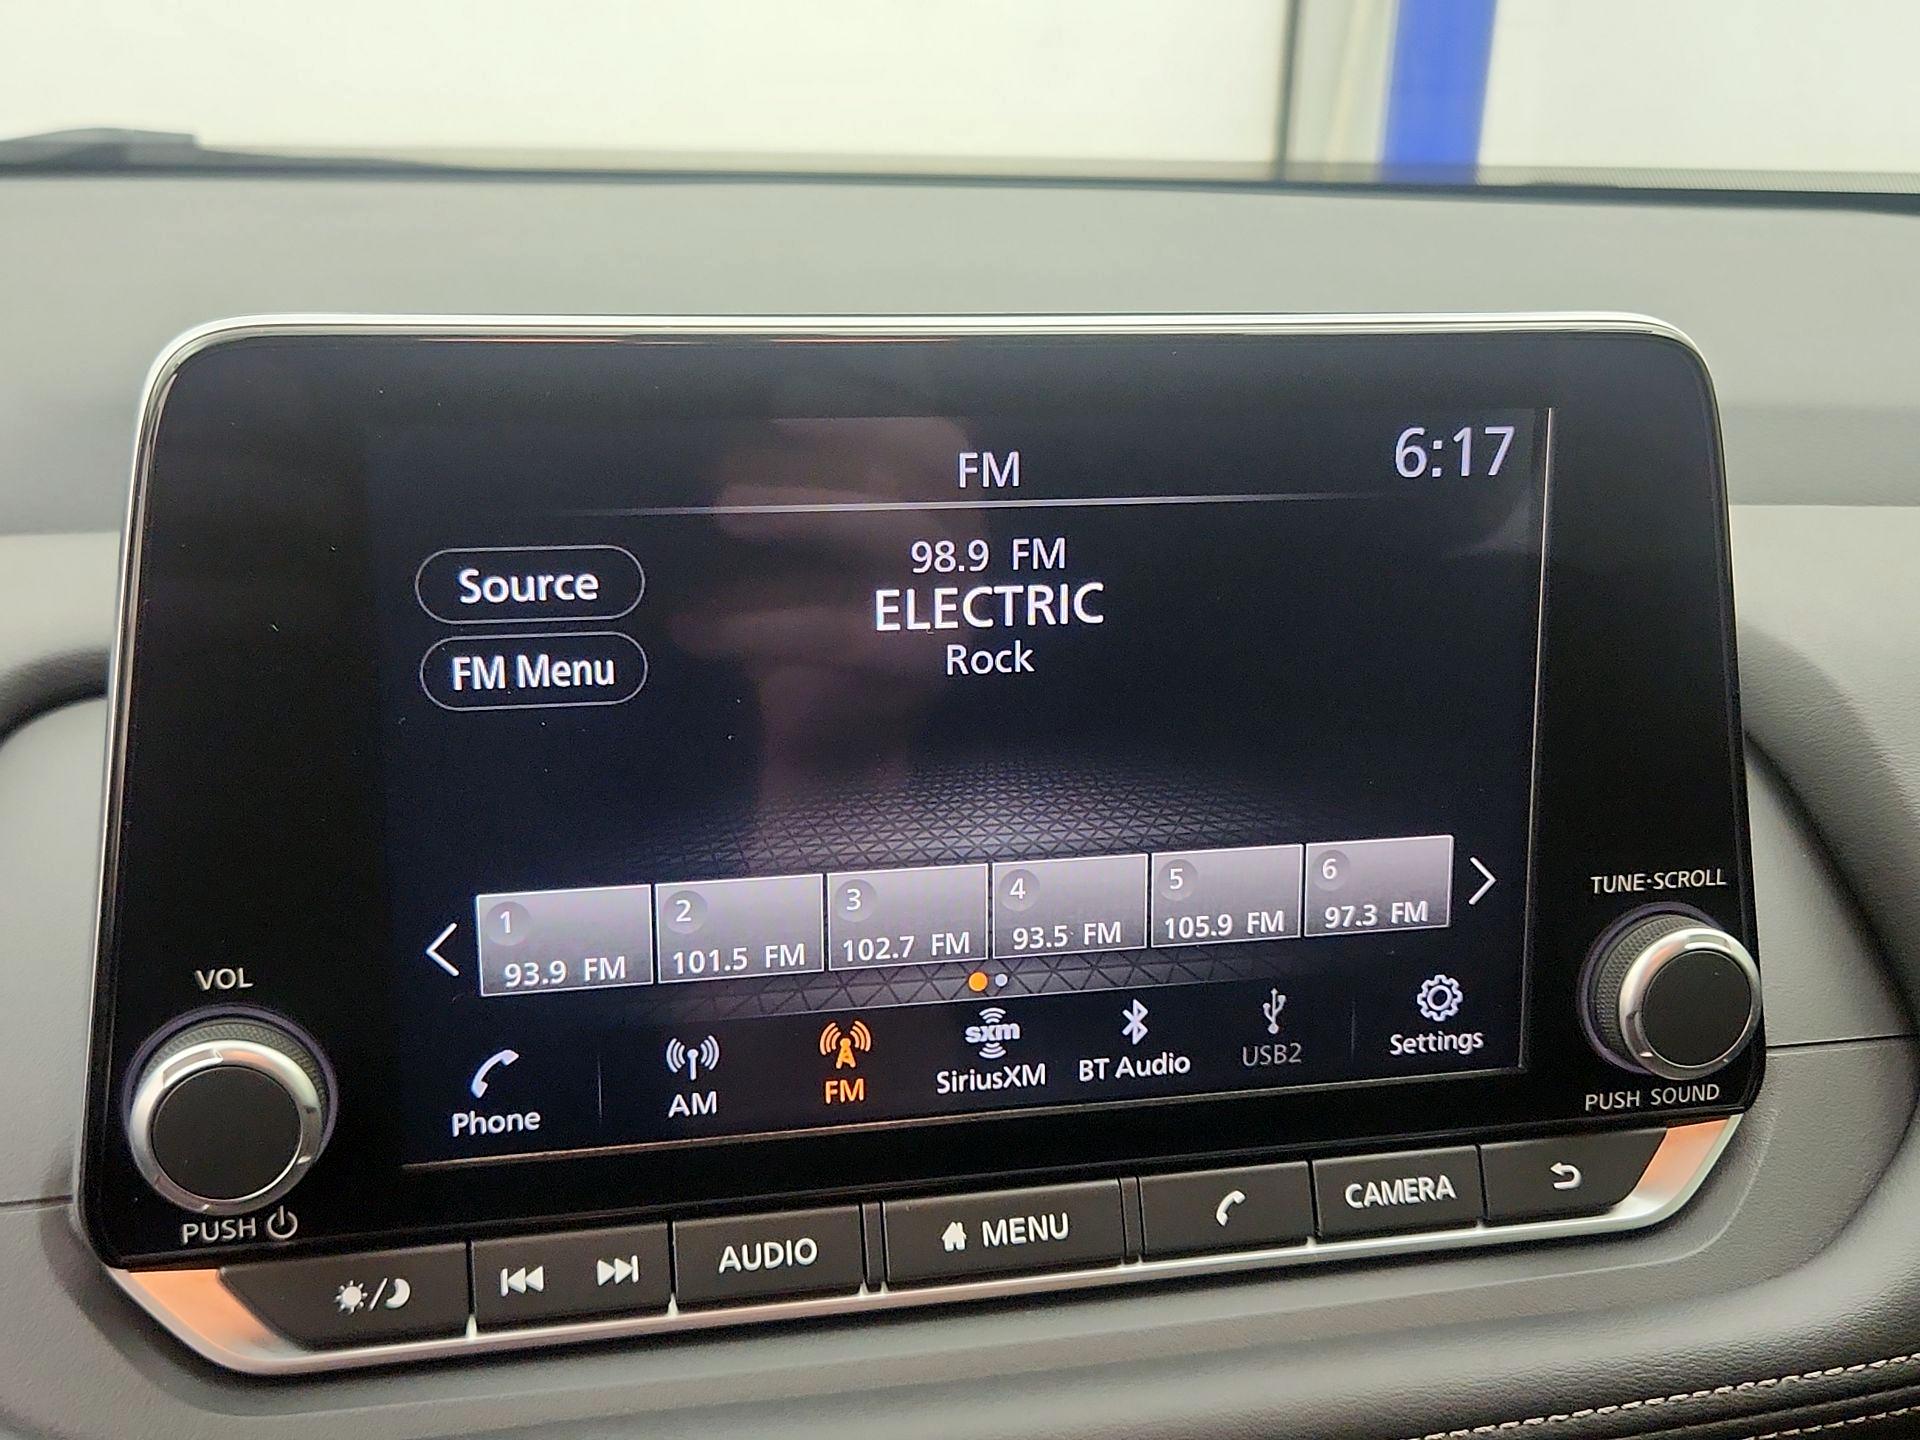 FM
6:17
98.9 FM
Source
ELECTRIC
FM Menu
Rock
1
93.9 FM
2
101.5 FM
3
102.7 FM
4
93.5 FM
5
105.9 FM
6
97.3 FM
Phone
AM
FM
sxm
SiriusXM
BT Audio
USB2
Settings
VOL
PUSH
TUNE·SCROLL
PUSH SOUND
AUDIO
MENU
CAMERA